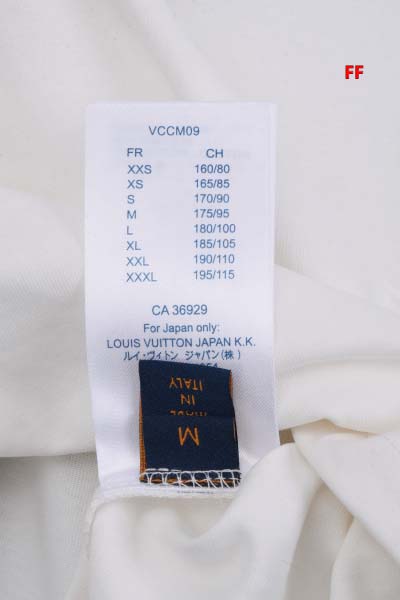 FF
VCCM09
FR CH
XXS 160/80
XS 165/85
S 170/90
M 175/95
L 180/100
XL 185/105
XXL 190/110
XXXL 195/115
CA 36929
For Japan only:
LOUIS VUITTON JAPAN K.K.
ルイ・ヴィトン ジャパン(株)
ITALY
IN
M